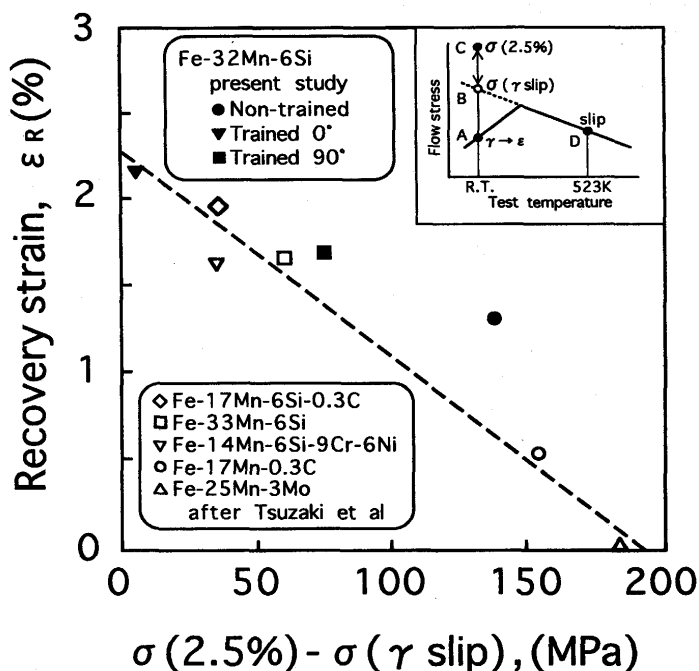 3
2
1
0
Recovery strain, εR(%)
Fe-32Mn-6Si
present study
● Non-trained
▼ Trained 0°
■ Trained 90°
C
σ(2.5%)
σ(γ slip)
B
A
γ → ε
slip
D
Flow stress
R.T.
523K
Test temperature
◇ Fe-17Mn-6Si-0.3C
□ Fe-33Mn-6Si
▽ Fe-14Mn-6Si-9Cr-6Ni
○ Fe-17Mn-0.3C
△ Fe-25Mn-3Mo
after Tsuzaki et al
0 50 100 150 200
σ(2.5%)- σ(γ slip),(MPa)